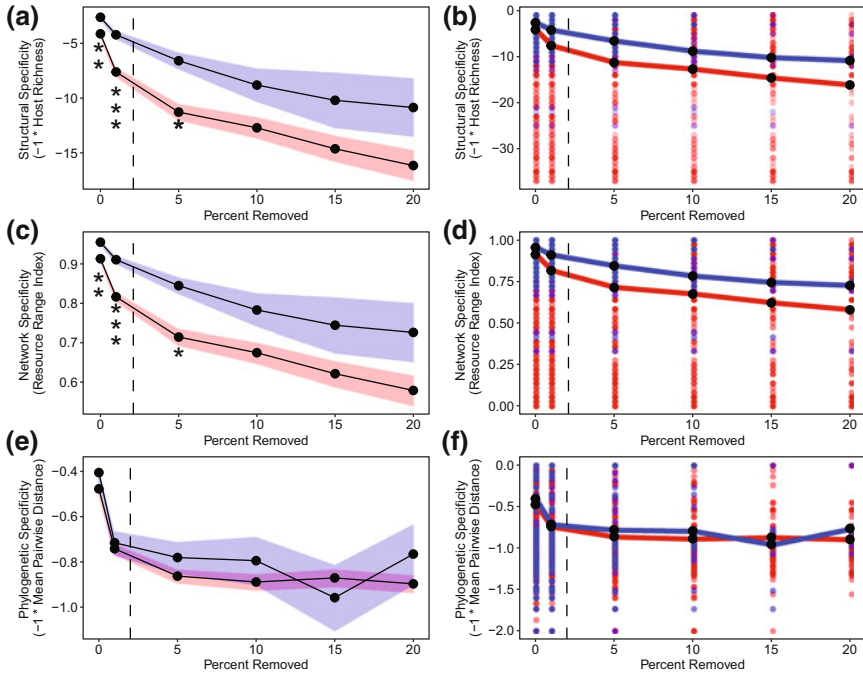 (a)
Structural Specificity
(−1 * Host Richness)
−5
−10
−15
**
***
*
0 5 10 15 20
Percent Removed
(b)
Structural Specificity
(−1 * Host Richness)
0
−10
−20
−30
0 5 10 15 20
Percent Removed
(c)
Network Specificity
(Resource Range Index)
0.9
0.8
0.7
0.6
**
***
*
0 5 10 15 20
Percent Removed
(d)
Network Specificity
(Resource Range Index)
1.00
0.75
0.50
0.25
0.00
0 5 10 15 20
Percent Removed
(e)
Phylogenetic Specificity
(−1 * Mean Pairwise Distance)
−0.4
−0.6
−0.8
−1.0
0 5 10 15 20
Percent Removed
(f)
Phylogenetic Specificity
(−1 * Mean Pairwise Distance)
0.0
−0.5
−1.0
−1.5
−2.0
0 5 10 15 20
Percent Removed